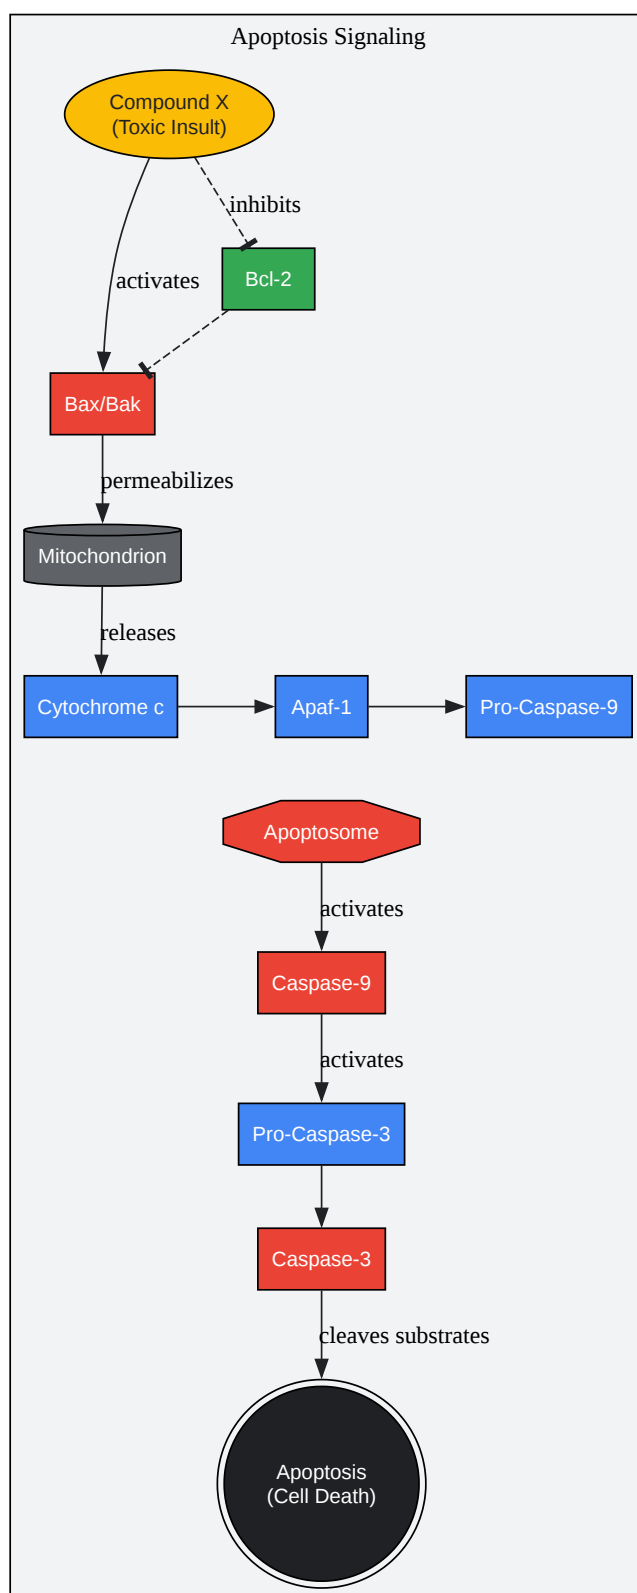 Apoptosis Signaling
Compound X
(Toxic Insult)
inhibits
Bcl-2
activates
Bax/Bak
permeabilizes
Mitochondrion
releases
Cytochrome c
Apaf-1
Pro-Caspase-9
Apoptosome
activates
Caspase-9
activates
Pro-Caspase-3
Caspase-3
cleaves substrates
Apoptosis
(Cell Death)